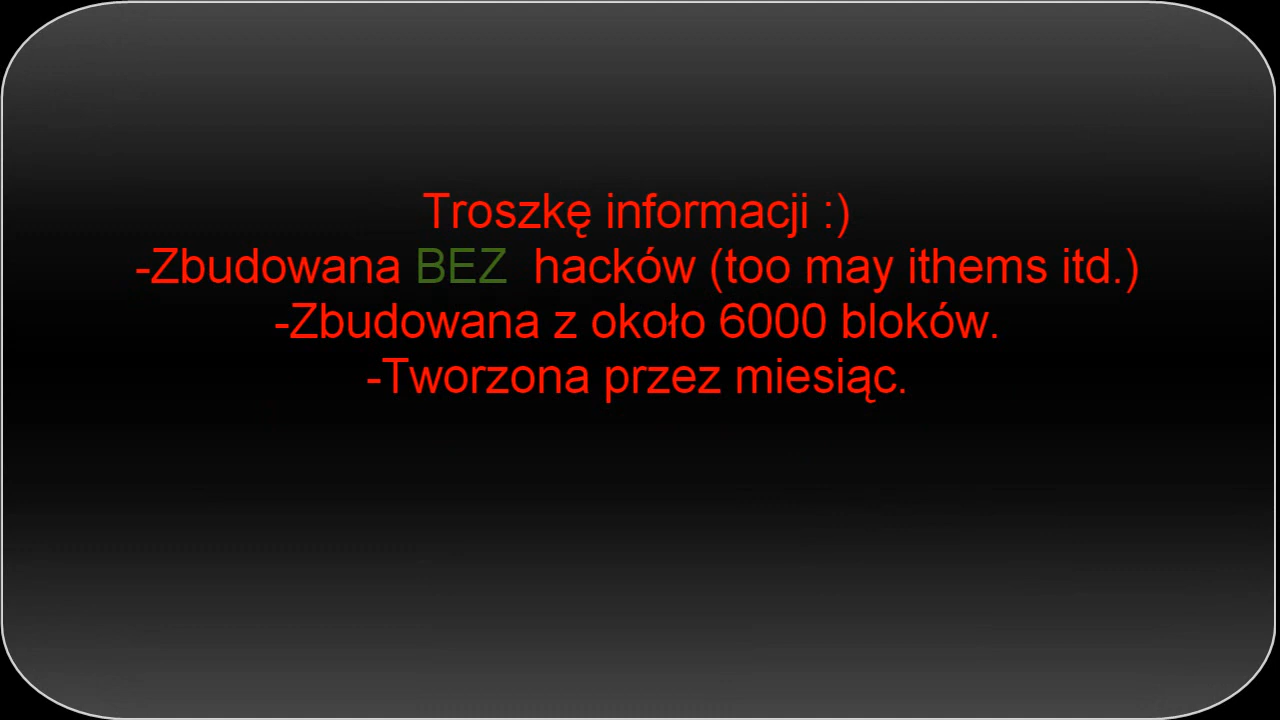 Troszkę informacji :)
-Zbudowana BEZ  hacków (too may ithems itd.)
-Zbudowana z około 6000 bloków.
-Tworzona przez miesiąc.